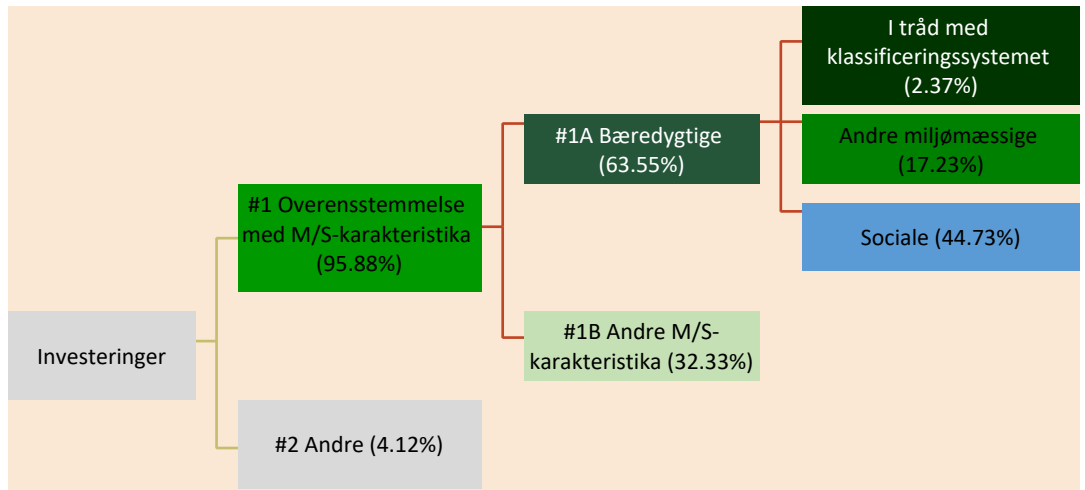 Investeringer
#1 Overensstemmelse
med M/S-karakteristika
(95.88%)
#2 Andre (4.12%)
#1A Bæredygtige
(63.55%)
#1B Andre M/S-
karakteristika (32.33%)
I tråd med
klassificeringssystemet
(2.37%)
Andre miljømæssige
(17.23%)
Sociale (44.73%)